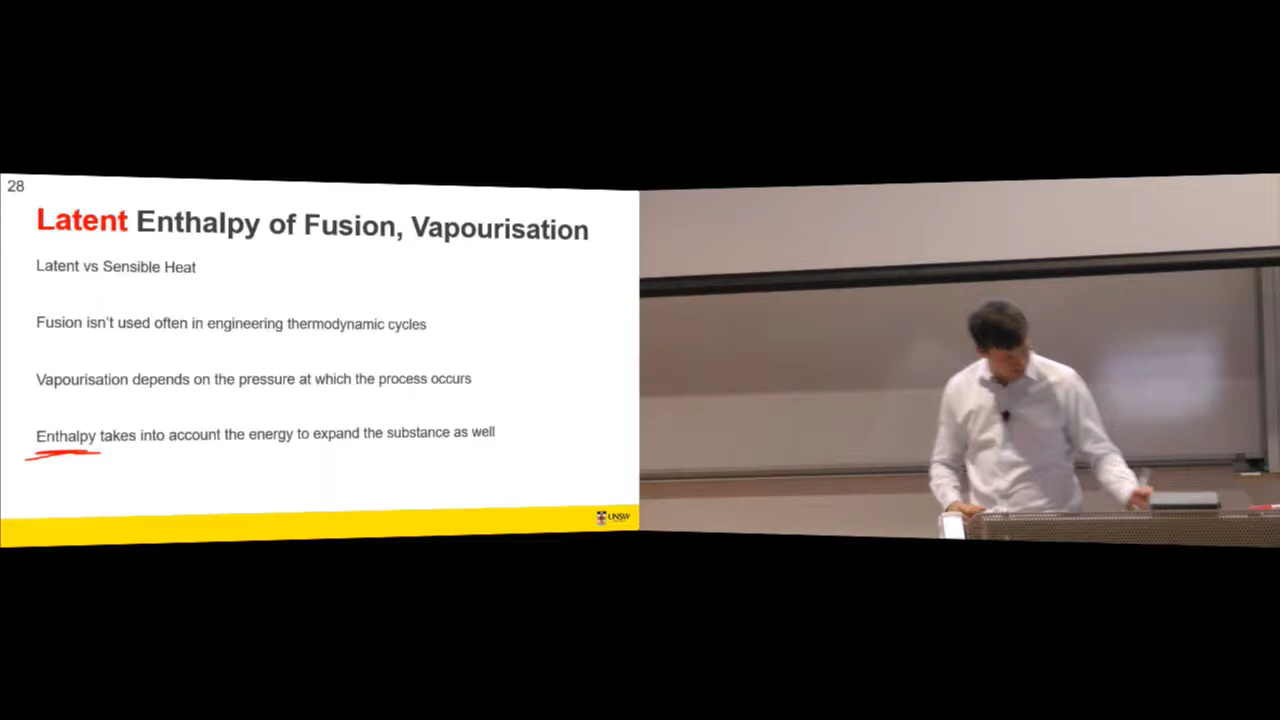 28
Latent Enthalpy of Fusion, Vapourisation
Latent vs Sensible Heat
Fusion isn't used often in engineering thermodynamic cycles
Vapourisation depends on the pressure at which the process occurs
Enthalpy takes into account the energy to expand the substance as well
UNSW